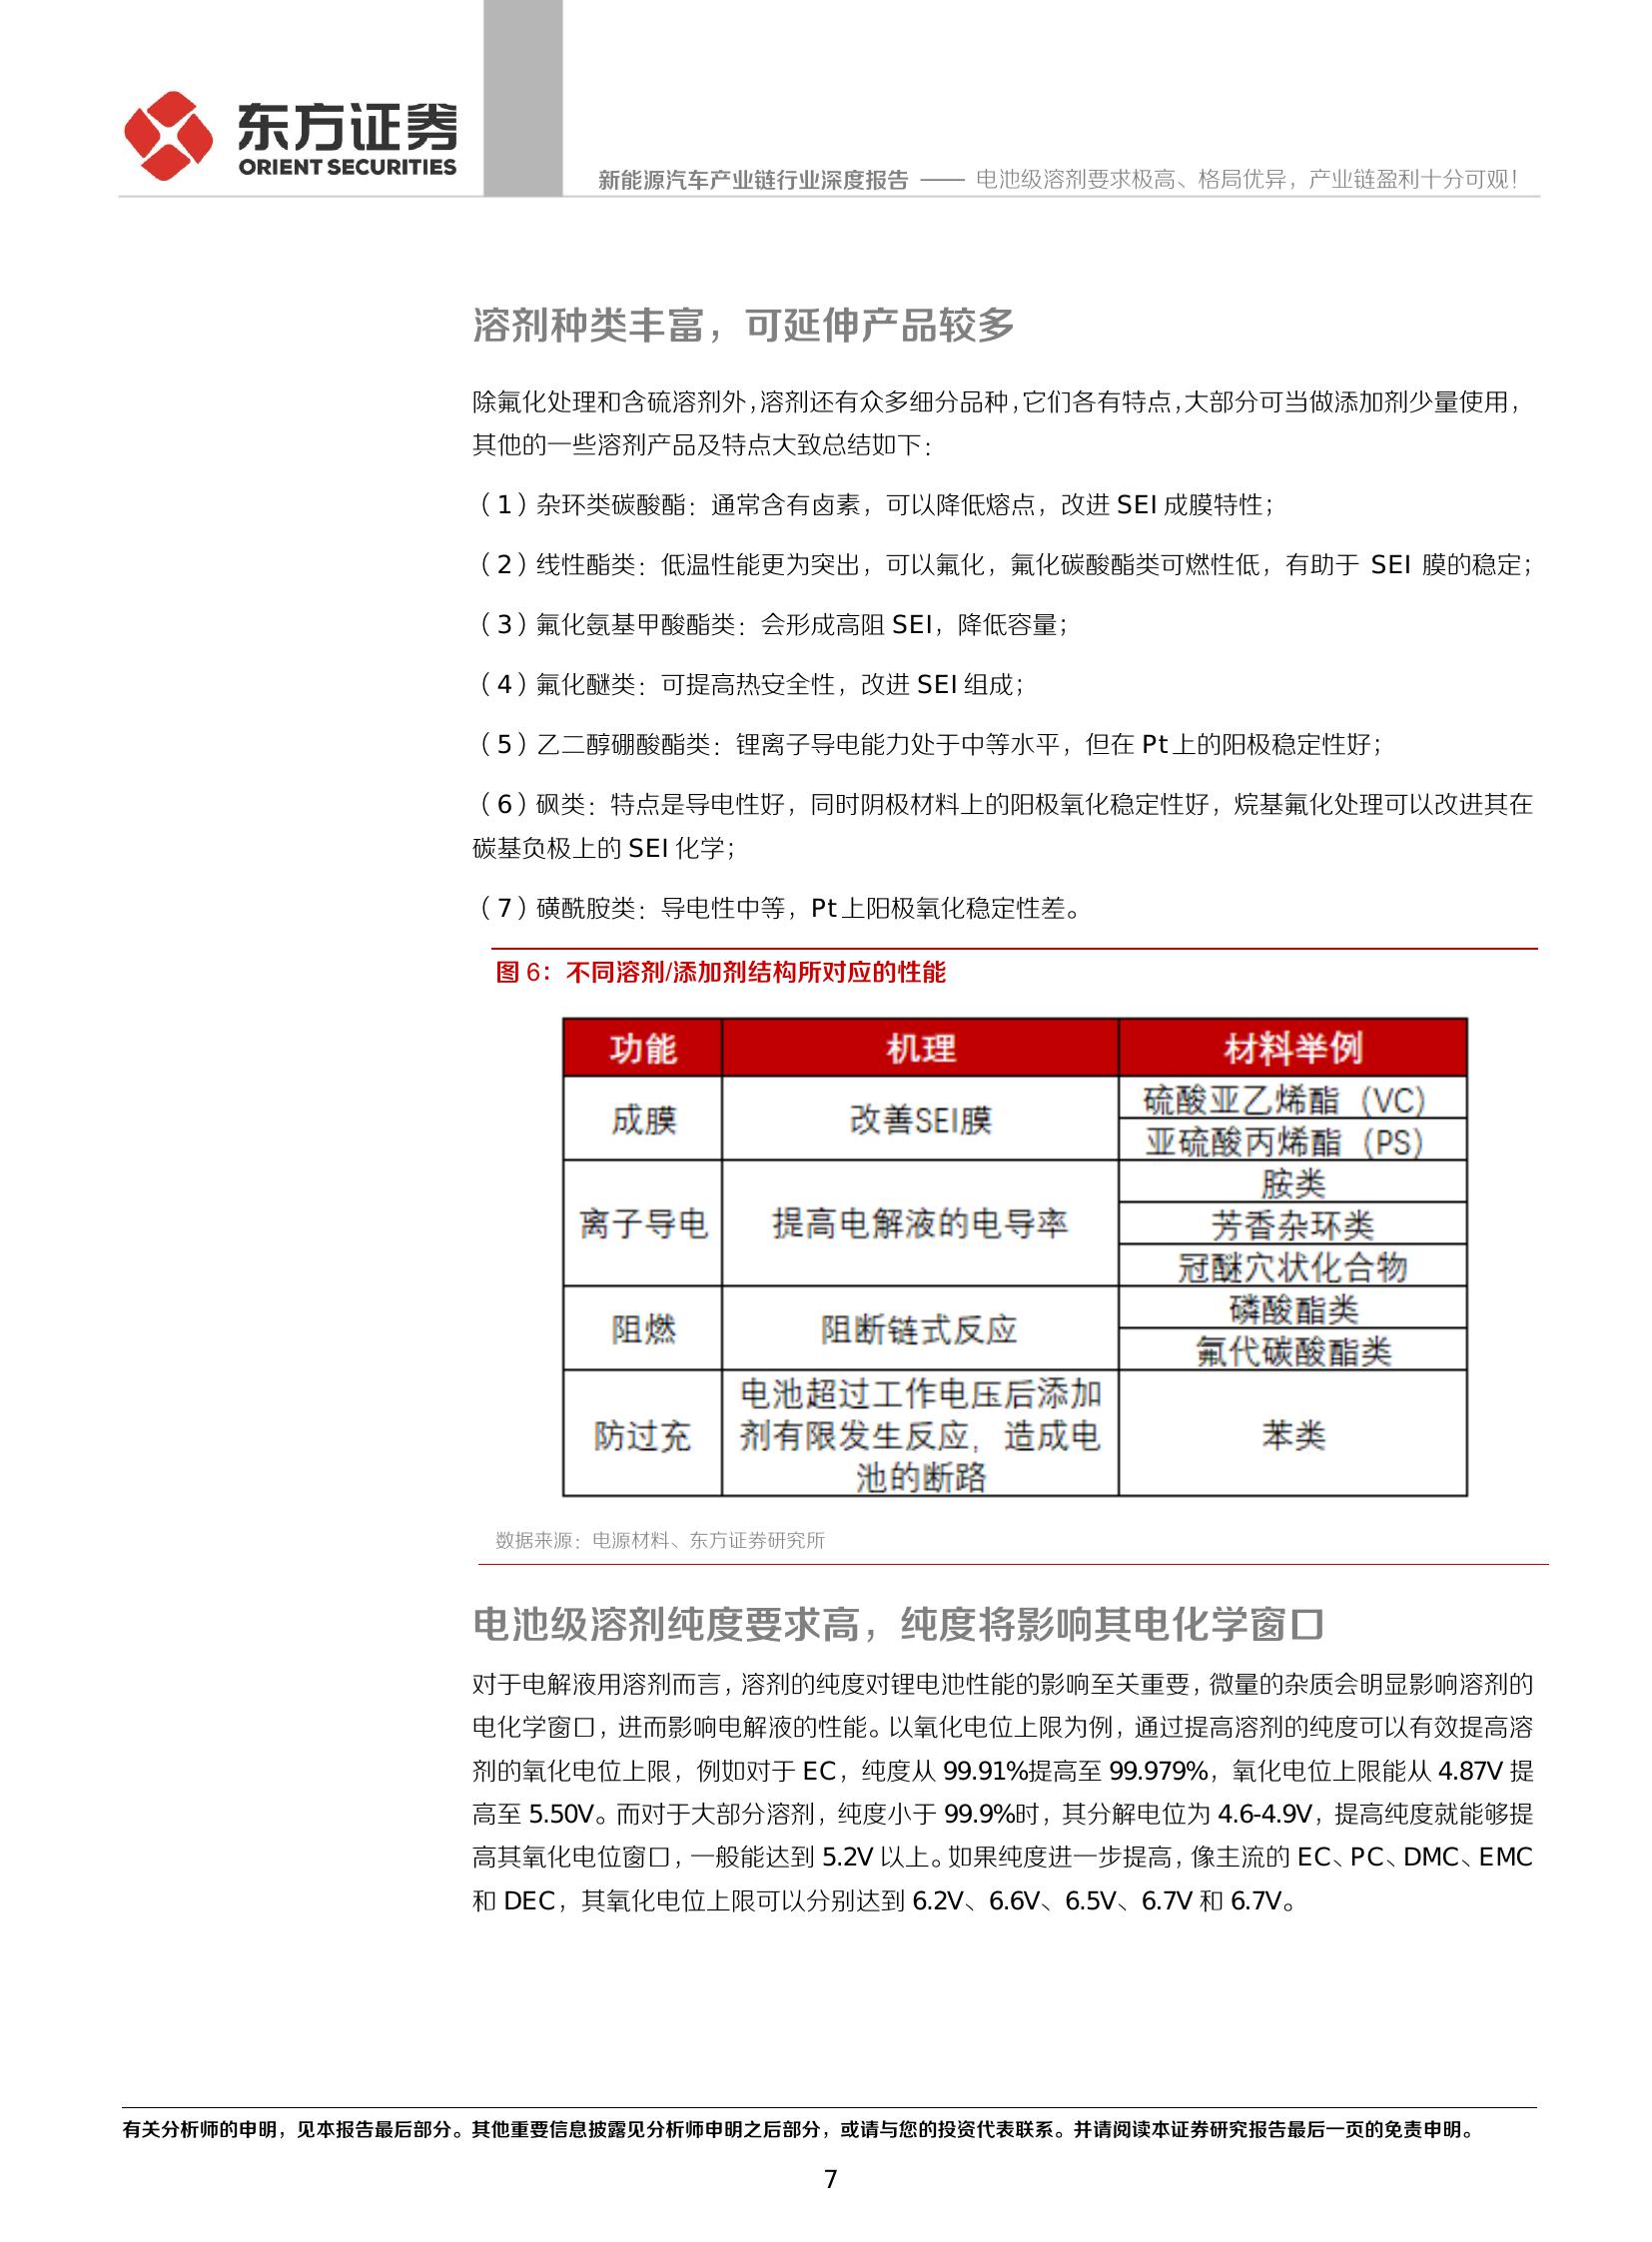 东方证券
ORIENT SECURITIES
新能源汽车产业链行业深度报告 —— 电池级溶剂要求极高、格局优异，产业链盈利十分可观！
溶剂种类丰富，可延伸产品较多
除氟化处理和含硫溶剂外，溶剂还有众多细分品种，它们各有特点，大部分可当做添加剂少量使用，
其他的一些溶剂产品及特点大致总结如下：
（1）杂环类碳酸酯：通常含有卤素，可以降低熔点，改进 SEI 成膜特性；
（2）线性酯类：低温性能更为突出，可以氟化，氟化碳酸酯类可燃性低，有助于 SEI 膜的稳定；
（3）氟化氨基甲酸酯类：会形成高阻 SEI，降低容量；
（4）氟化醚类：可提高热安全性，改进 SEI 组成；
（5）乙二醇硼酸酯类：锂离子导电能力处于中等水平，但在 Pt 上的阳极稳定性好；
（6）砜类：特点是导电性好，同时阴极材料上的阳极氧化稳定性好，烷基氟化处理可以改进其在
碳基负极上的 SEI 化学；
（7）磺酰胺类：导电性中等，Pt 上阳极氧化稳定性差。
图 6：不同溶剂/添加剂结构所对应的性能
功能 机理 材料举例
成膜 改善SEI膜 硫酸亚乙烯酯（VC）
亚硫酸丙烯酯（PS）
离子导电 提高电解液的电导率 胺类
芳香杂环类
冠醚穴状化合物
阻燃 阻断链式反应 磷酸酯类
氟代碳酸酯类
防过充 电池超过工作电压后添加
剂有限发生反应，造成电
池的断路 苯类
数据来源：电源材料、东方证券研究所
电池级溶剂纯度要求高，纯度将影响其电化学窗口
对于电解液用溶剂而言，溶剂的纯度对锂电池性能的影响至关重要，微量的杂质会明显影响溶剂的
电化学窗口，进而影响电解液的性能。以氧化电位上限为例，通过提高溶剂的纯度可以有效提高溶
剂的氧化电位上限，例如对于 EC，纯度从 99.91%提高至 99.979%，氧化电位上限能从 4.87V 提
高至 5.50V。而对于大部分溶剂，纯度小于 99.9%时，其分解电位为 4.6-4.9V，提高纯度就能够提
高其氧化电位窗口，一般能达到 5.2V 以上。如果纯度进一步提高，像主流的 EC、PC、DMC、EMC
和 DEC，其氧化电位上限可以分别达到 6.2V、6.6V、6.5V、6.7V 和 6.7V。
有关分析师的申明，见本报告最后部分。其他重要信息披露见分析师申明之后部分，或请与您的投资代表联系。并请阅读本证券研究报告最后一页的免责申明。
7